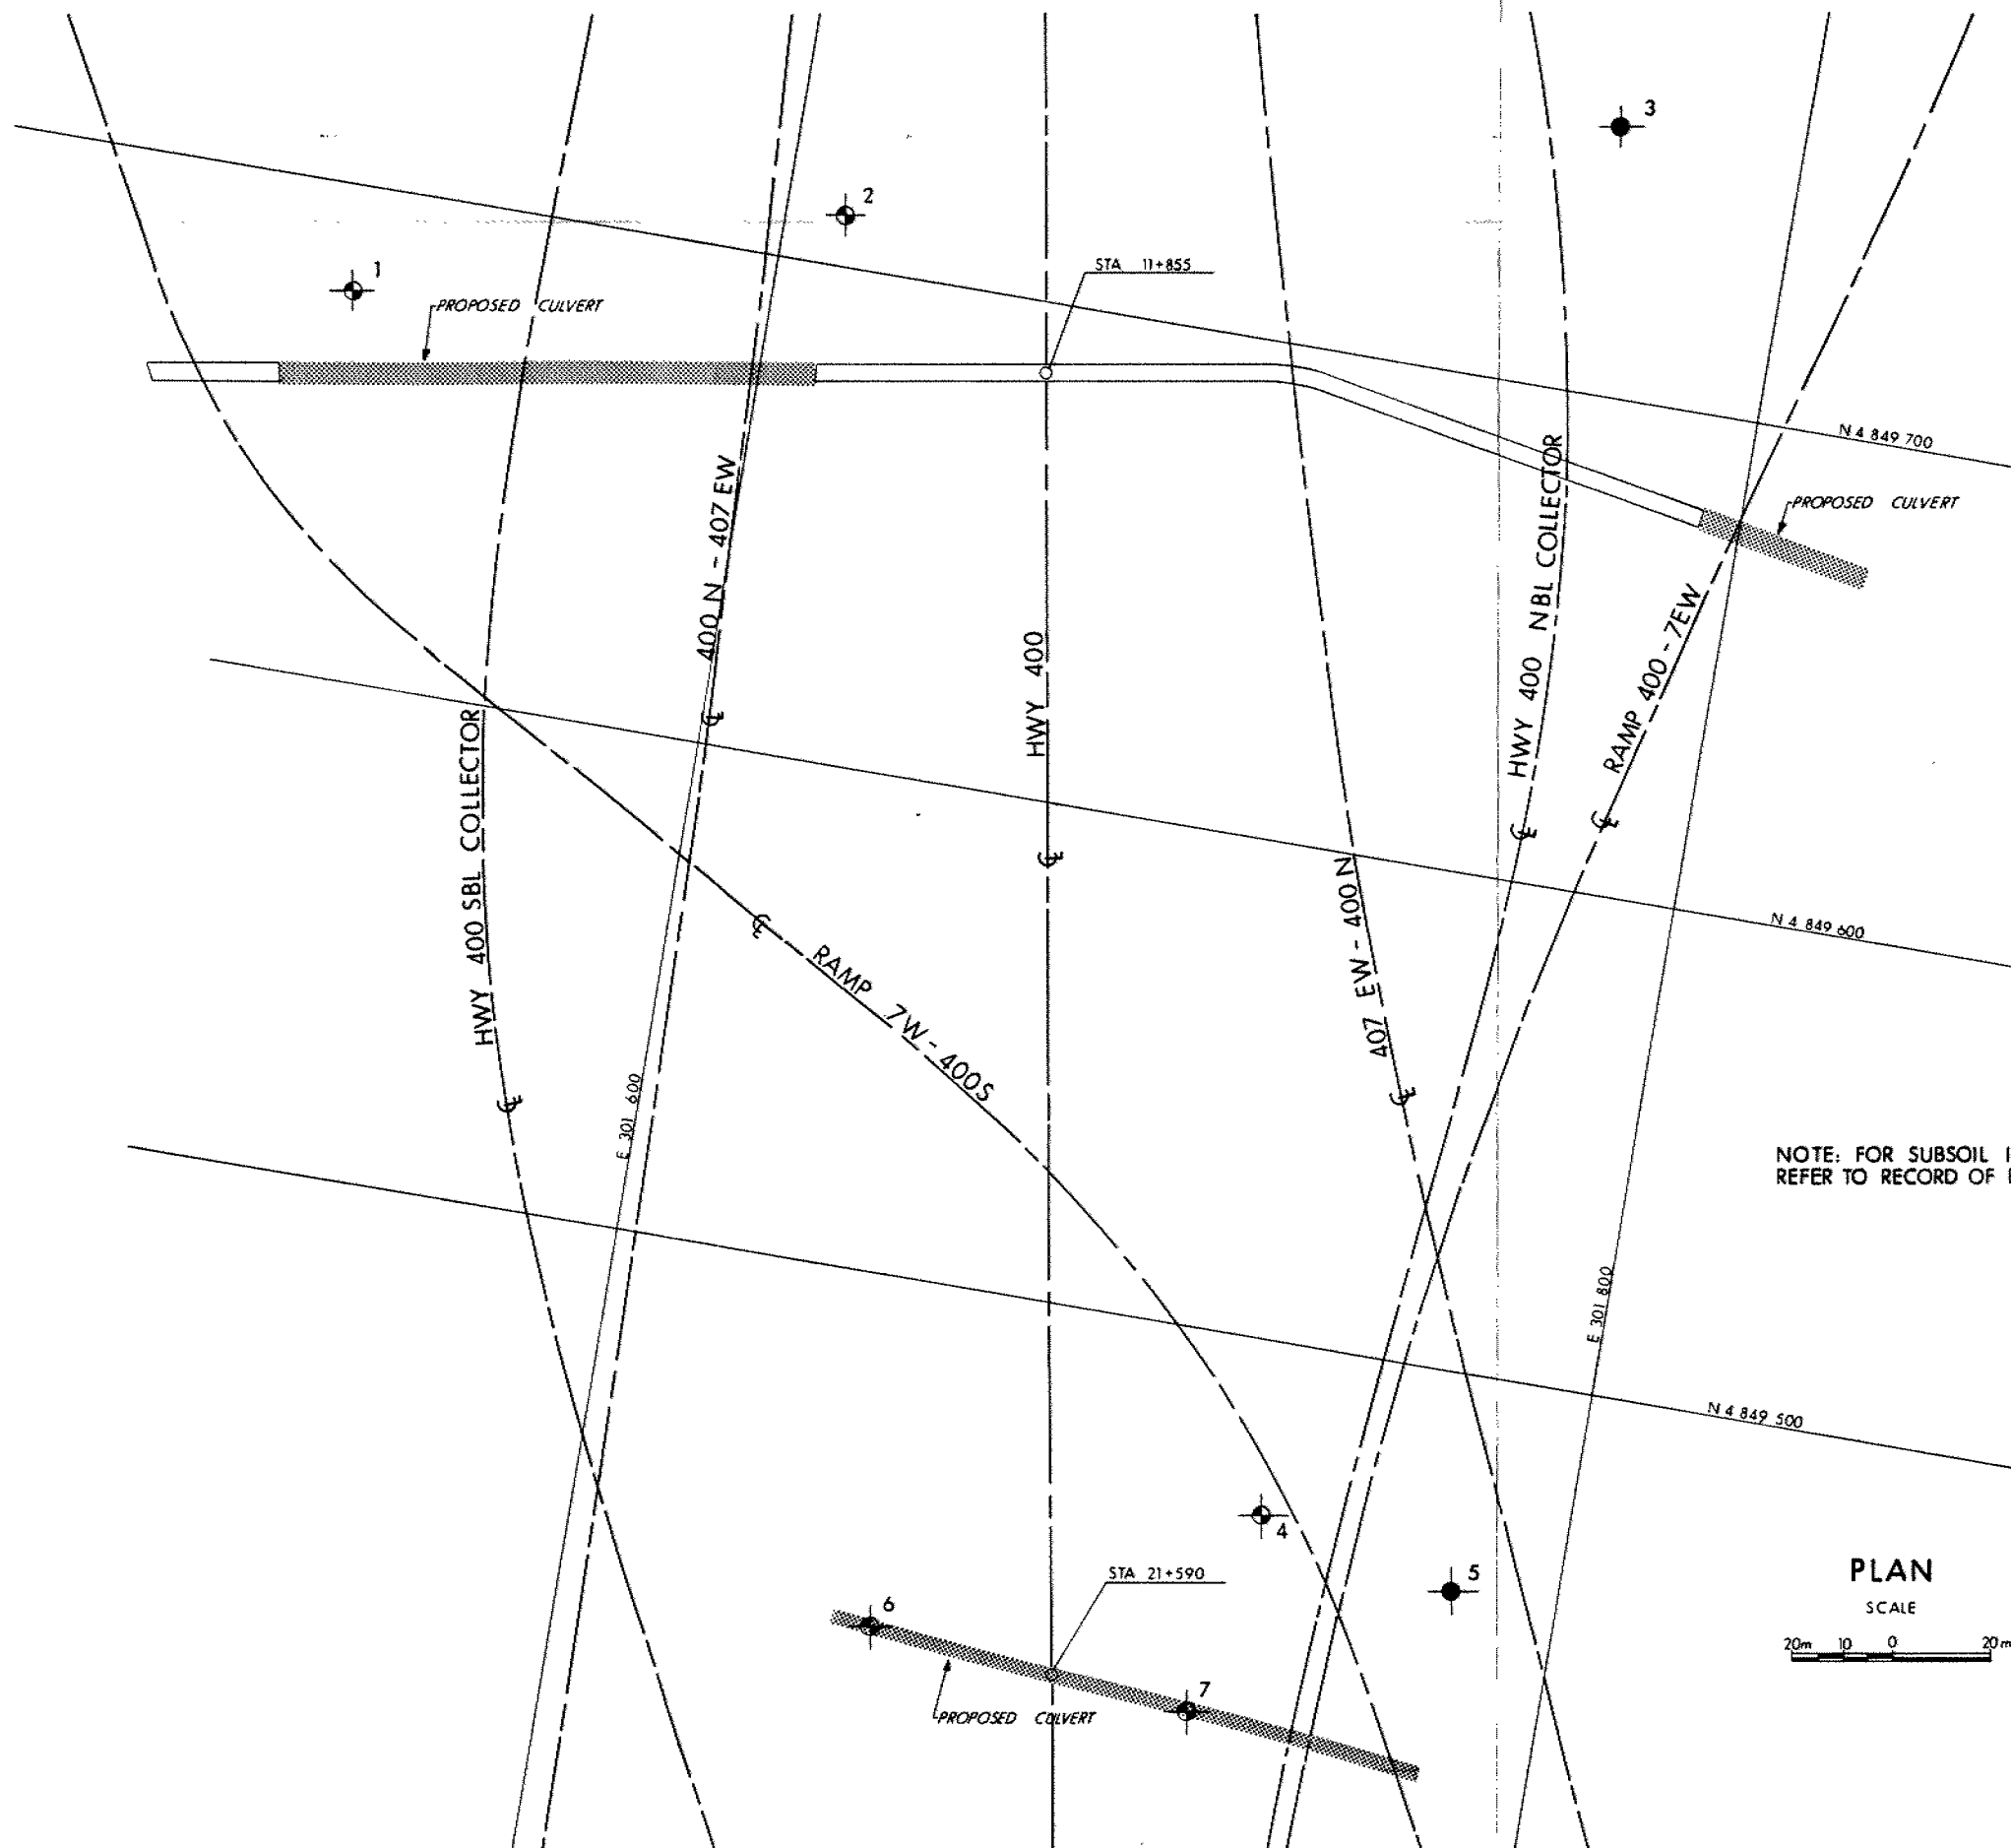 3
2
1
STA 11+855
PROPOSED CULVERT
N 4 849 700
PROPOSED CULVERT
400 N - 407 EW
HWY 400
HWY 400 NBL COLLECTOR
RAMP 400 - 7EW
HWY 400 SBL COLLECTOR
RAMP 7W - 400S
407 EW - 400 N
N 4 849 600
E 301 600
NOTE: FOR SUBSOIL
REFER TO RECORD OF
E 301 800
N 4 849 500
4
STA 21+590
5
6
7
PROPOSED CULVERT
PLAN
SCALE
20m 10 0 20m